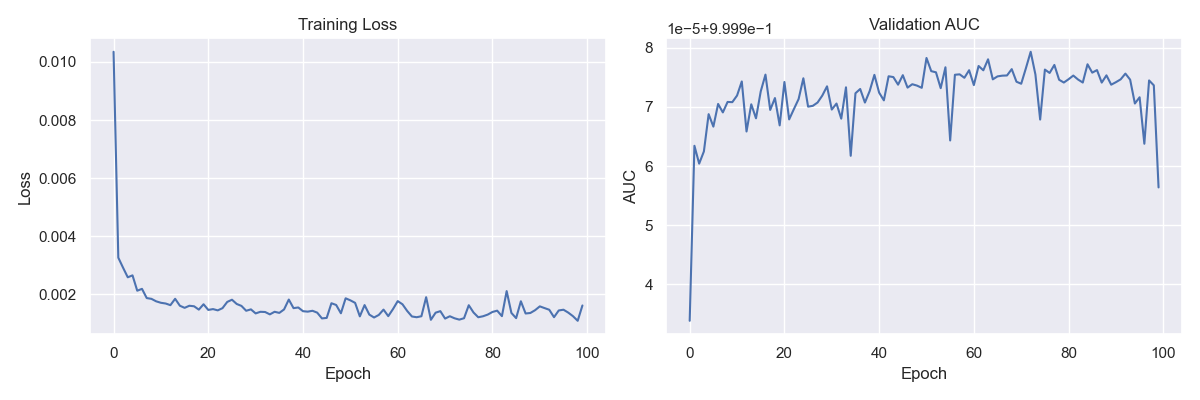 Training Loss
0.010
0.008
0.006
0.004
0.002
0 20 40 60 80 100
Epoch
Loss
Validation AUC
1e−5+9.999e−1
8
7
6
5
4
0 20 40 60 80 100
Epoch
AUC